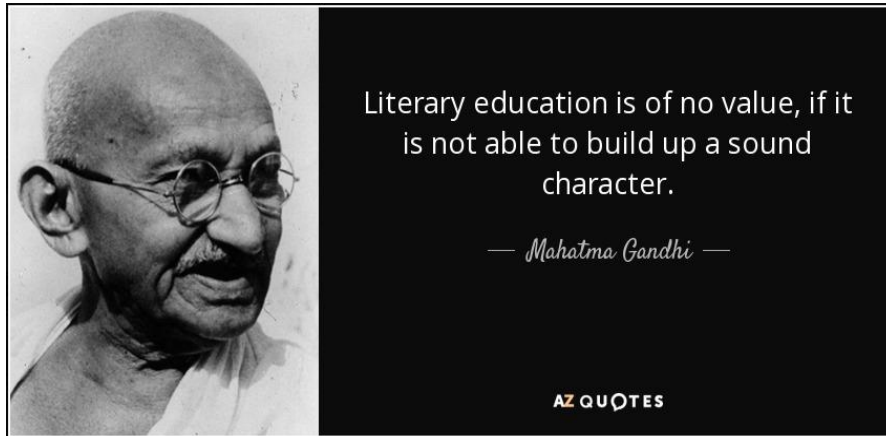 Literary education is of no value, if it
is not able to build up a sound
character.
— Mahatma Gandhi —
AZ QUOTES